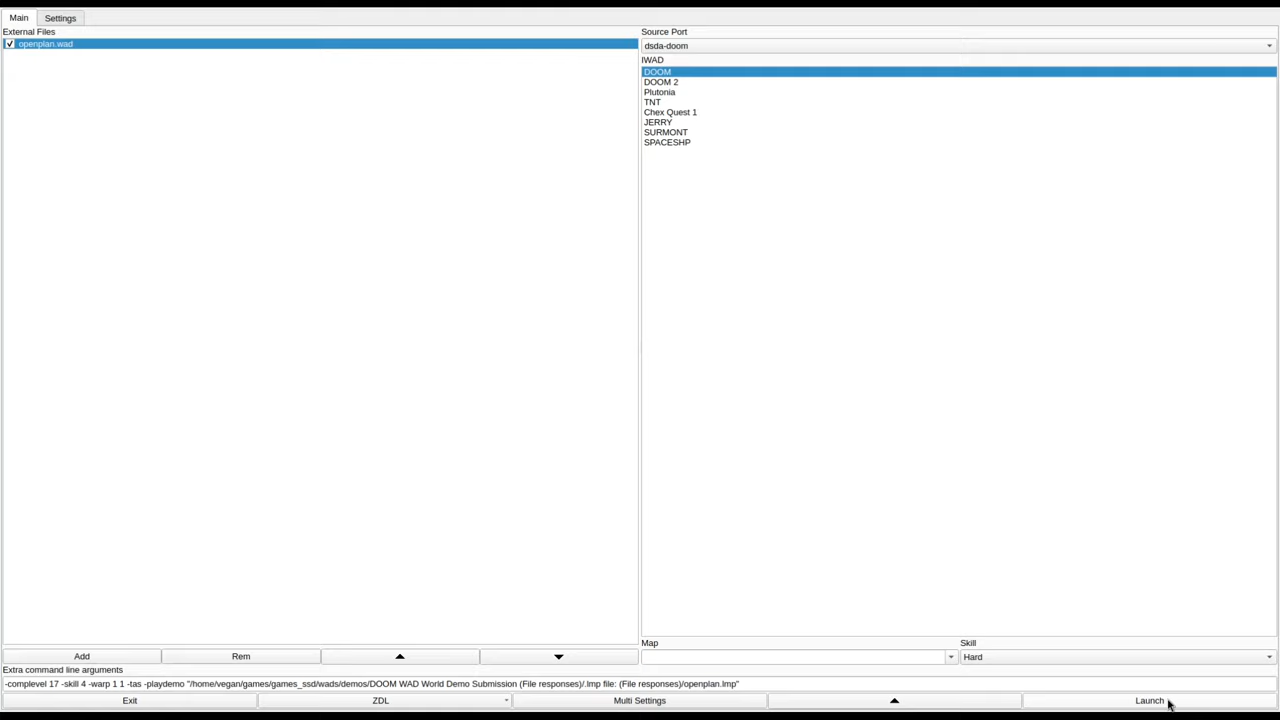 Main Settings
External Files
openplan.wad
Source Port
dsda-doom
IWAD
DOOM
DOOM 2
Plutonia
TNT
Chex Quest 1
JERRY
SURMONT
SPACESHP
Map Skill
Hard
Add Rem
Extra command line arguments
-complevel 17 -skill 4 -warp 1 1 -tas -playdemo "/home/vegan/games/games_ssd/wads/demos/DOOM WAD World Demo Submission (File responses)/.lmp file: (File responses)/openplan.lmp"
Exit ZDL Multi Settings Launch